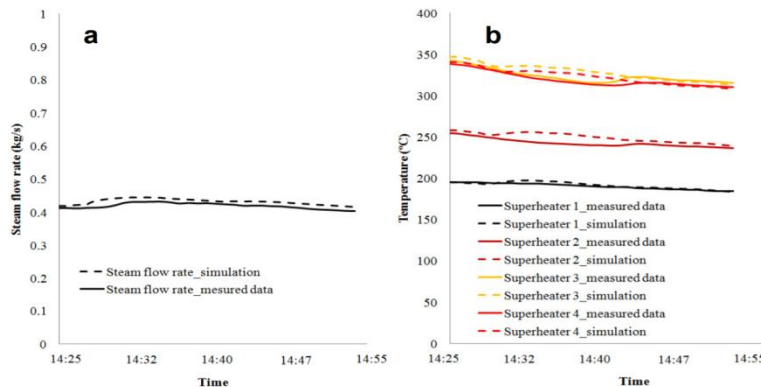 a
1
0.9
0.8
0.7
0.6
0.5
0.4
0.3
0.2
0.1
0
Steam flow rate (kg/s)
Steam flow rate_simulation
Steam flow rate_mesured data
14:25
14:32
14:40
14:47
14:55
Time
b
400
350
300
250
200
150
100
50
0
Temperature (°C)
Superheater 1_measured data
Superheater 1_simulation
Superheater 2_measured data
Superheater 2_simulation
Superheater 3_measured data
Superheater 3_simulation
Superheater 4_measured data
Superheater 4_simulation
14:25
14:32
14:40
14:47
14:55
Time